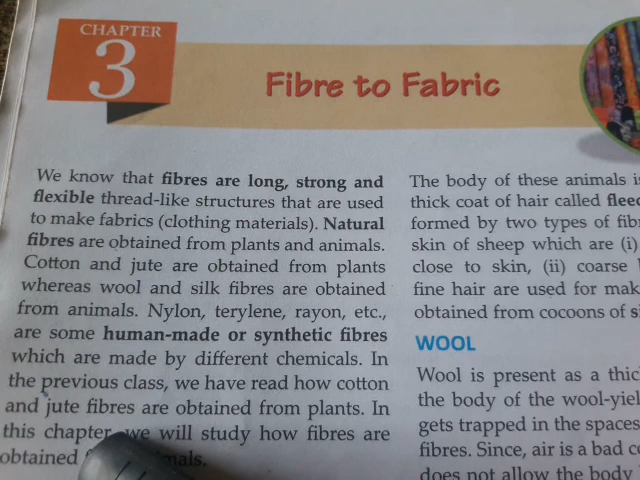 CHAPTER
3
Fibre to Fabric
We know that fibres are long, strong and
flexible thread-like structures that are used
to make fabrics (clothing materials). Natural
fibres are obtained from plants and animals.
Cotton and jute are obtained from plants
whereas wool and silk fibres are obtained
from animals. Nylon, terylene, rayon, etc.,
are some human-made or synthetic fibres
which are made by different chemicals. In
the previous class, we have read how cotton
and jute fibres are obtained from plants. In
this chapter, we will study how fibres are
obtained
The body of these animals
thick coat of hair called
formed by two types of
skin of sheep which are (i)
close to skin, (ii) coarse
fine hair are used for
obtained from cocoons of
WOOL
Wool is present as a
the body of the
gets trapped in the spaces
fibres. Since, air is a bad
does not allow the body